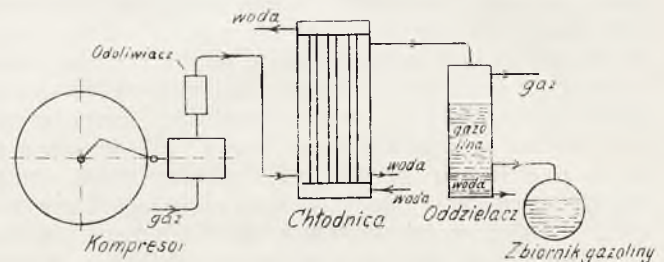 woda
Odoliwiacz
gaz
gazo
lina
woda
woda
woda
gaz
Chłodnica
Oddzielacz
Kompresor
Zbiornik gazoliny